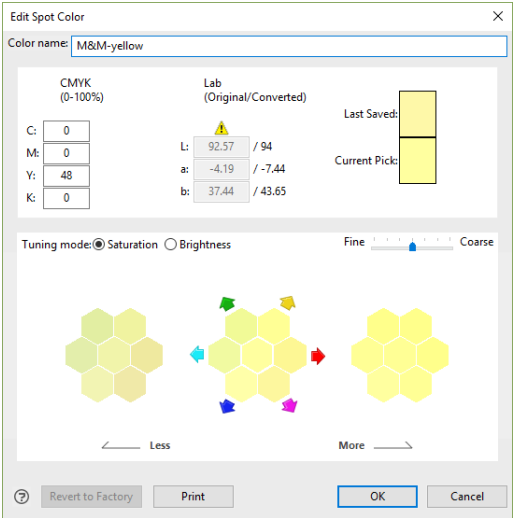 Edit Spot Color
Color name: M&M-yellow
CMYK
(0-100%)
Lab
(Original/Converted)
Last Saved:
Current Pick:
C: 0
M: 0
Y: 48
K: 0
L: 92.57 / 94
a: -4.19 / -7.44
b: 37.44 / 43.65
Tuning mode: Saturation Brightness
Fine Coarse
Less More
? Revert to Factory Print OK Cancel